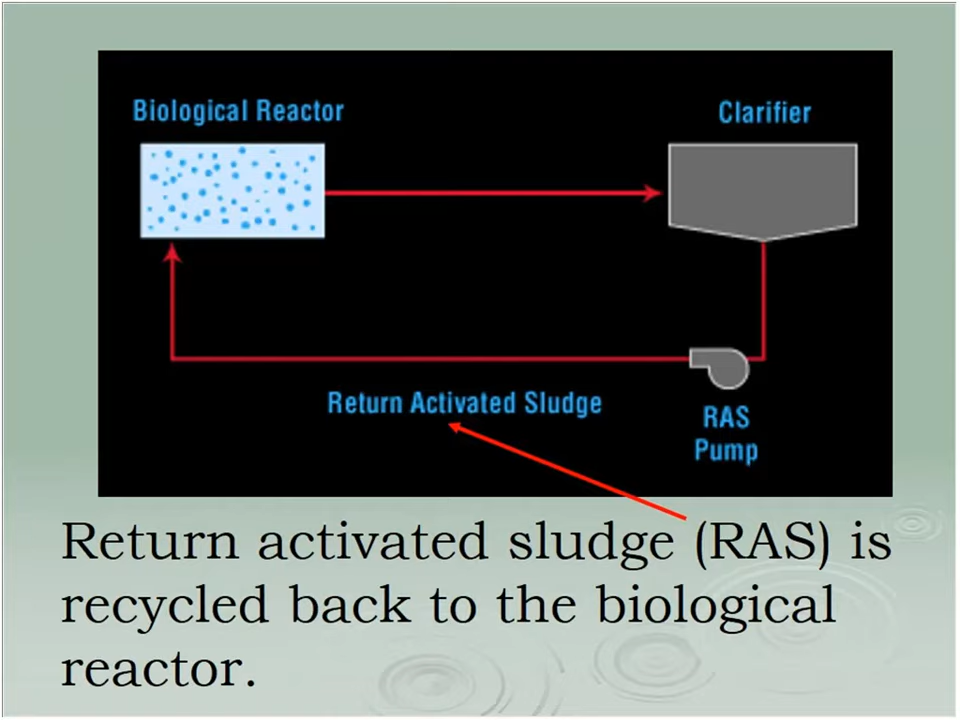 Biological Reactor
Clarifier
Return Activated Sludge
RAS
Pump
Return activated sludge (RAS) is
recycled back to the biological
reactor.